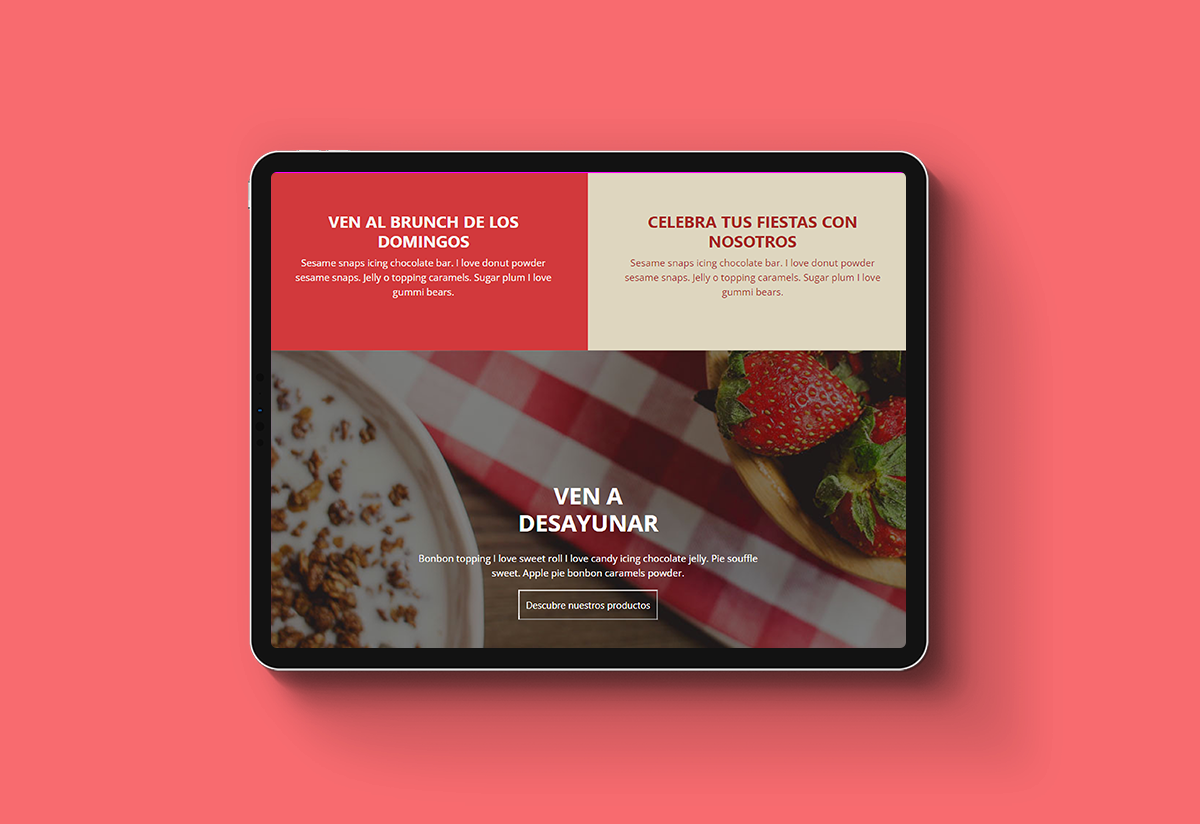 VEN AL BRUNCH DE LOS
DOMINGOS
Sesame snaps icing chocolate bar. I love donut powder
sesame snaps. Jelly o topping caramels. Sugar plum I love
gummi bears.
CELEBRA TUS FIESTAS CON
NOSOTROS
Sesame snaps icing chocolate bar. I love donut powder
sesame snaps. Jelly o topping caramels. Sugar plum I love
gummi bears.
VEN A
DESAYUNAR
Bonbon topping I love sweet roll I love candy icing chocolate jelly. Pie souffle
sweet. Apple pie bonbon caramels powder.
Descubre nuestros productos